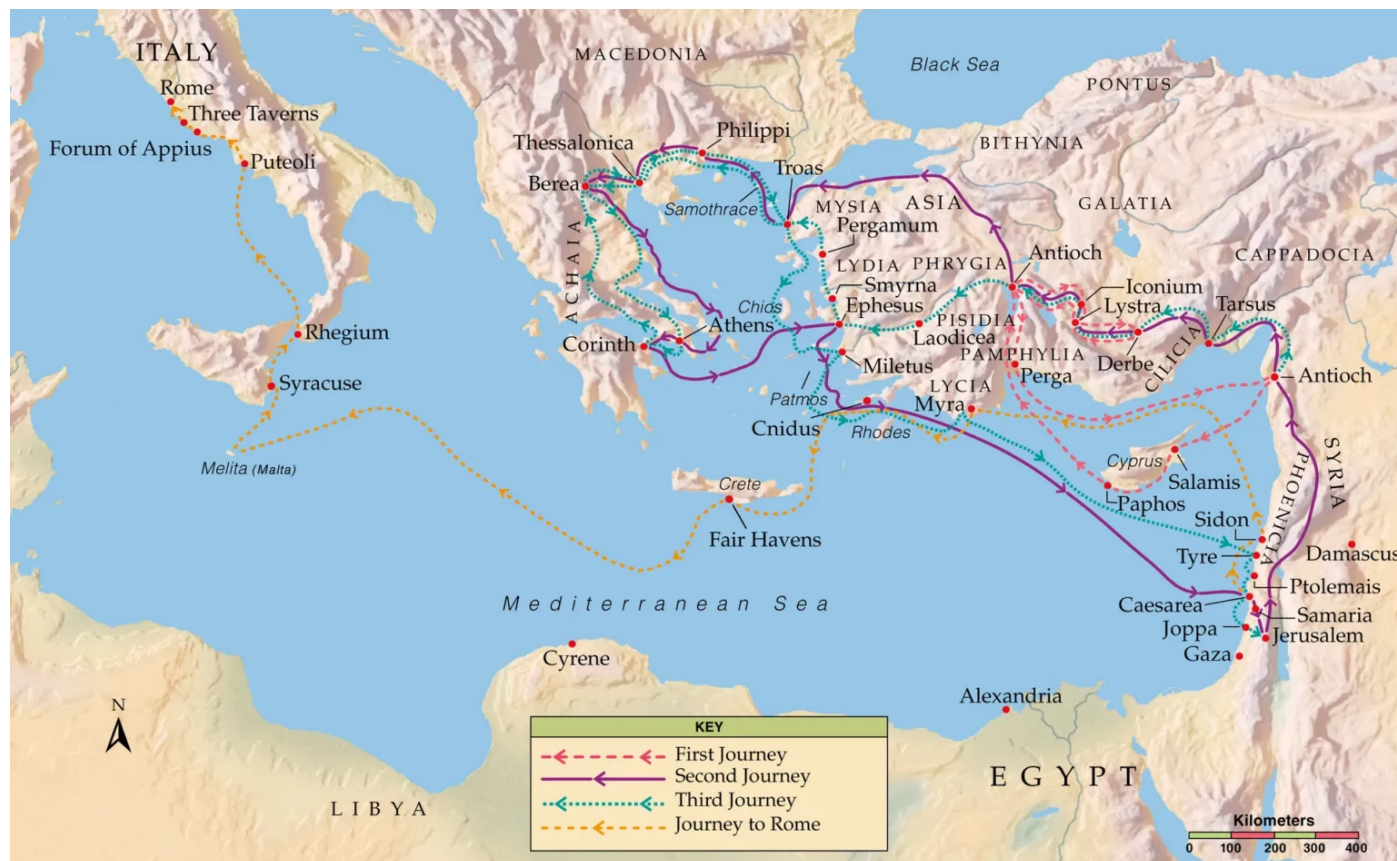 ITALY
Rome
Three Taverns
Forum of Appius
Puteoli
Rhegium
Syracuse
Melita (Malta)
MACEDONIA
Philippi
Thessalonica
Berea
Samothrace
Troas
ACHAIA
Chios
Athens
Corinth
Black Sea
PONTUS
BITHYNIA
ASIA
MYSIA
GALATIA
Pergamum
CAPPADOCIA
Antioch
LYDIA
PHRYGIA
Smyrna
Iconium
Ephesus
Lystra
Tarsus
PISIDIA
Laodicea
PAMPHYLIA
Derbe
CILICIA
Miletus
Perga
Antioch
LYCIA
Patmos
Myra
Cnidus
Rhodes
Cyprus
Salamis
Paphos
SYRIA
PHOENICIA
Crete
Fair Havens
Sidon
Tyre
Damascus
Ptolemais
Caesarea
Samaria
Joppa
Jerusalem
Gaza
Mediterranean Sea
Cyrene
Alexandria
N
LIBYA
EGYPT
KEY
First Journey
Second Journey
Third Journey
Journey to Rome
Kilometers
0 100 200 300 400